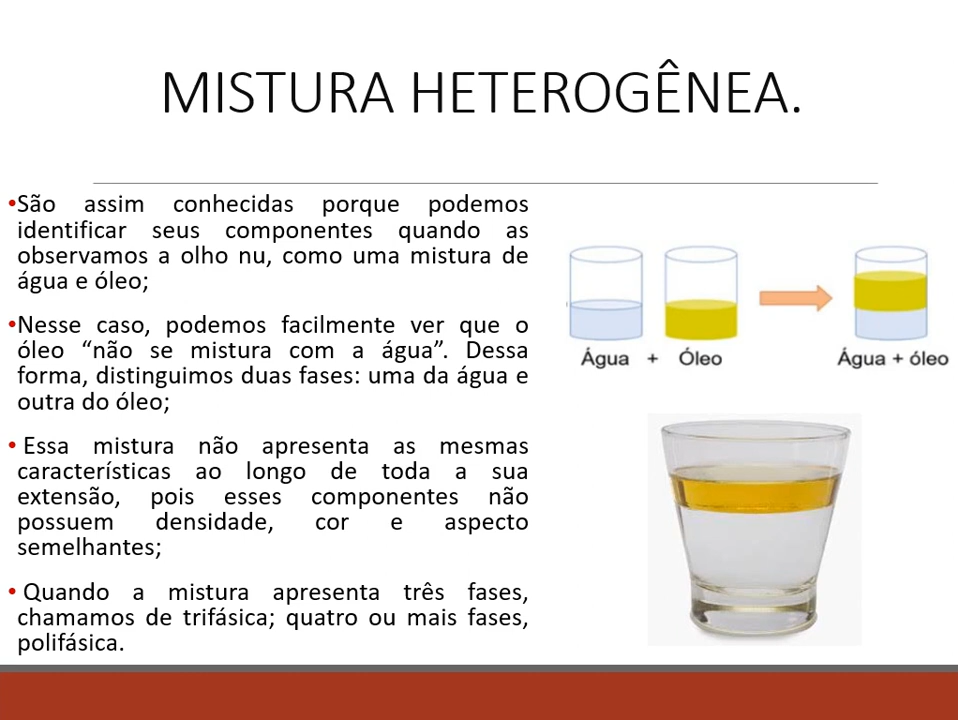 MISTURA HETEROGÊNEA.
•São assim conhecidas porque podemos
identificar seus componentes quando as
observamos a olho nu, como uma mistura de
água e óleo;
•Nesse caso, podemos facilmente ver que o
óleo “não se mistura com a água”. Dessa
forma, distinguimos duas fases: uma da água e
outra do óleo;
• Essa mistura não apresenta as mesmas
características ao longo de toda a sua
extensão, pois esses componentes não
possuem densidade, cor e aspecto
semelhantes;
• Quando a mistura apresenta três fases,
chamamos de trifásica; quatro ou mais fases,
polifásica.
Água + Óleo
Água + óleo